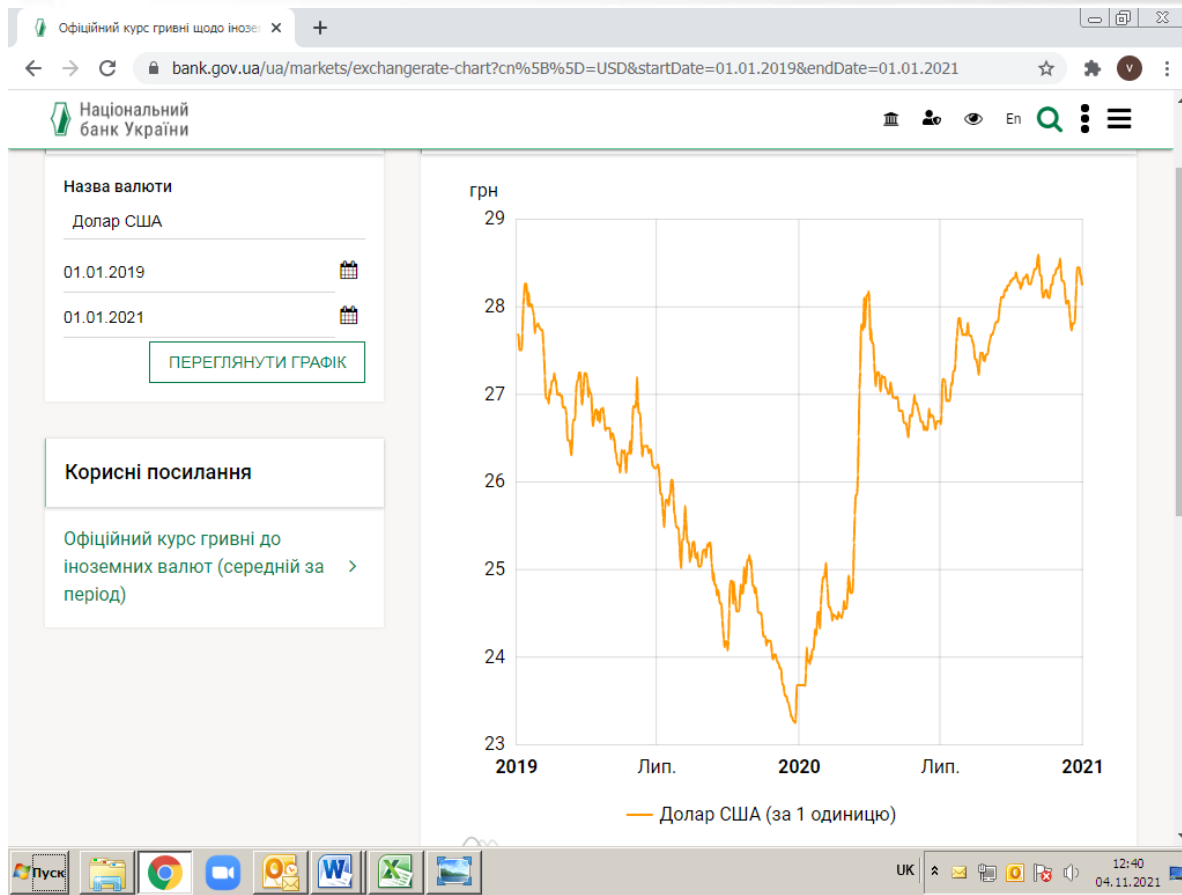 Офіційний курс гривні щодо інозе
bank.gov.ua/ua/markets/exchangerate-chart?cn%5B%5D=USD&startDate=01.01.2019&endDate=01.01.2021
V
Національний
банк України
En
Назва валюти
Долар США
01.01.2019
01.01.2021
ПЕРЕГЛЯНУТИ ГРАФІК
Корисні посилання
Офіційний курс гривні до
іноземних валют (середній за
період)
грн
29
28
27
26
25
24
23
2019 Лип. 2020 Лип. 2021
Долар США (за 1 одиницю)
Пуск
UK
12:40
04.11.2021